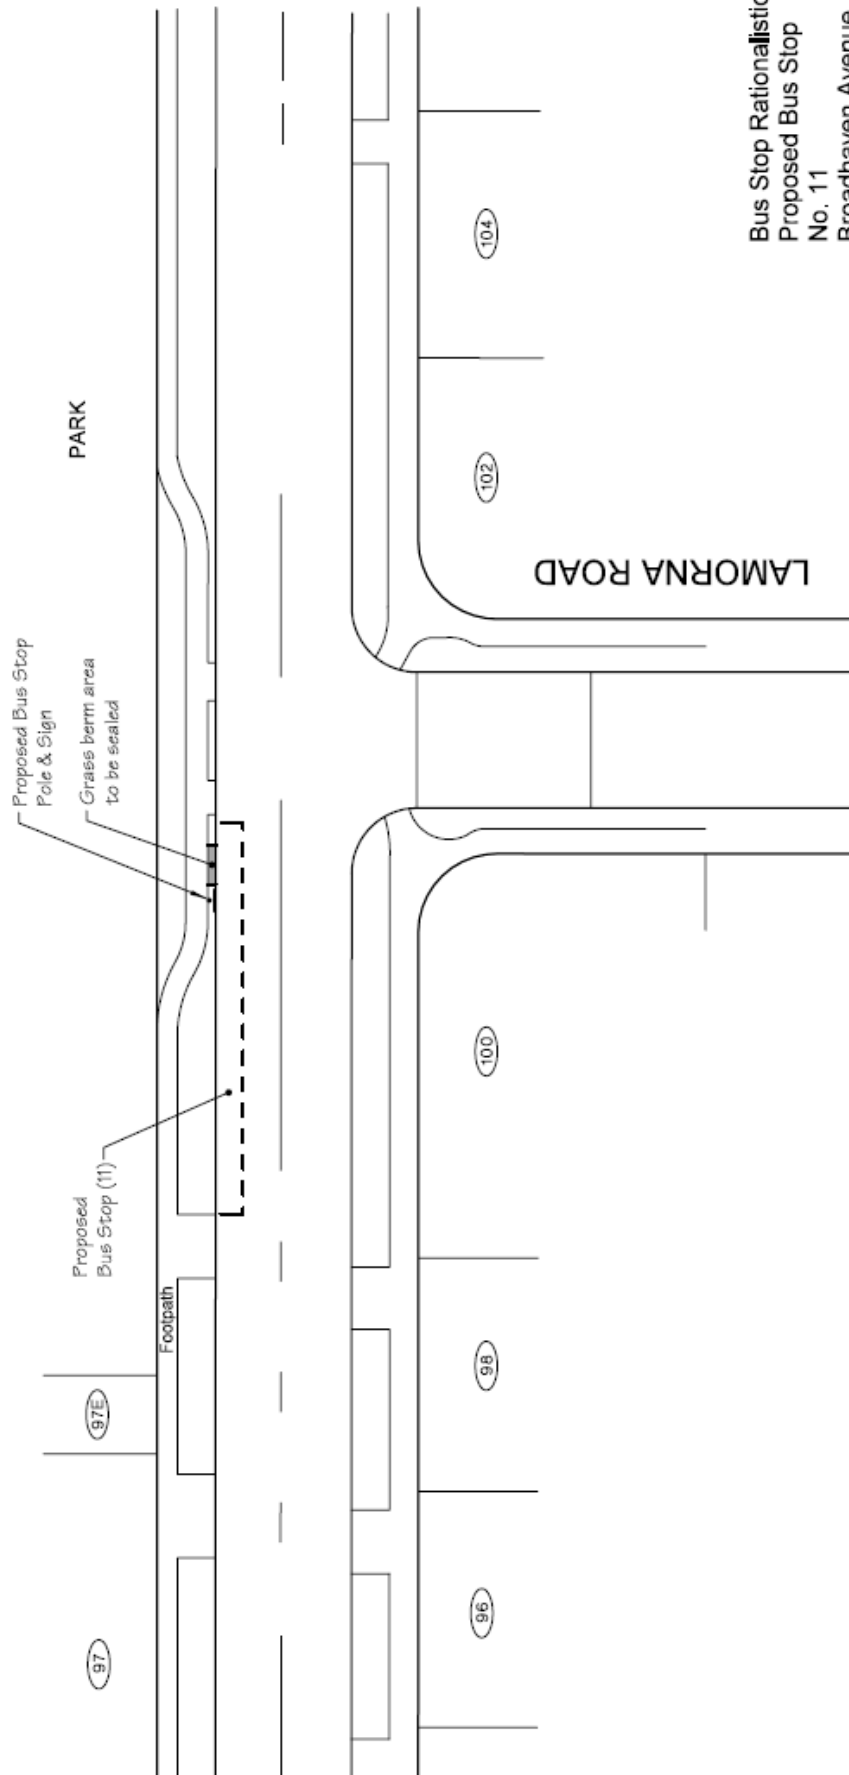 PARK
Proposed Bus Stop
Pole & Sign
Grass berm area
to be sealed
Proposed
Bus Stop (11)
Footpath
97
97E
96
98
100
102
104
LAMORNA ROAD
Bus Stop Rationalistic
Proposed Bus Stop
No. 11
Broadhaven Avenue